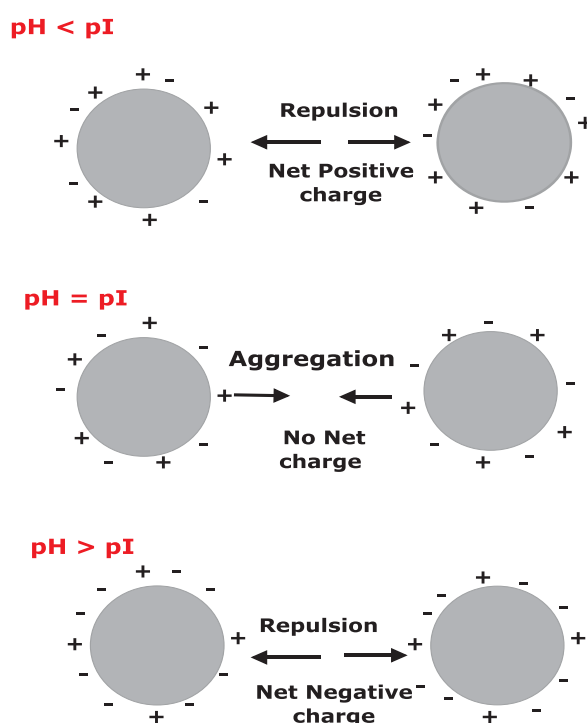 pH < pI
Repulsion
Net Positive
charge
pH = pI
Aggregation
No Net
charge
pH > pI
Repulsion
Net Negative
charge